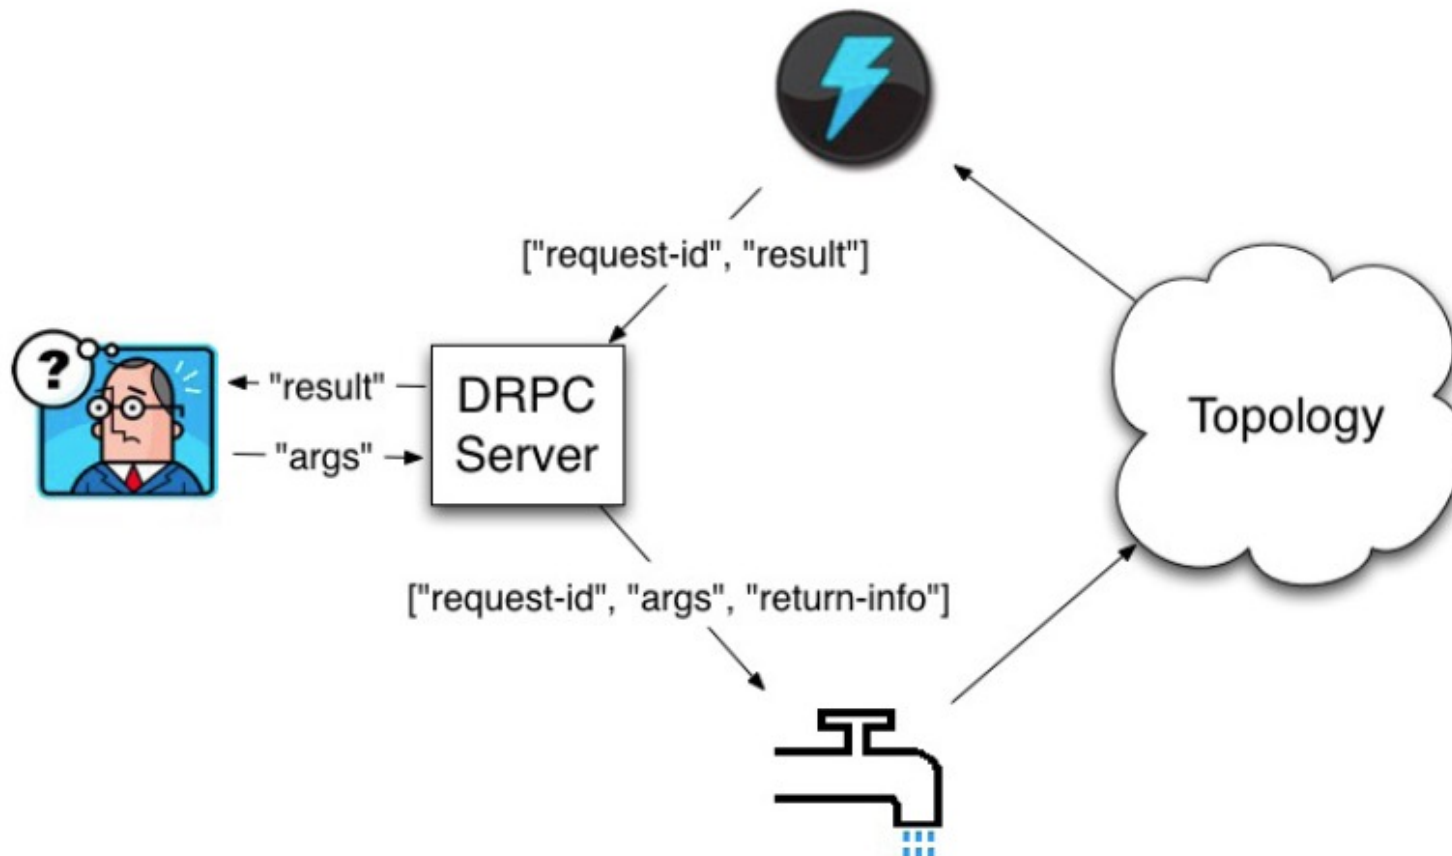 ["request-id", "result"]
?
"result"
"args"
DRPC
Server
Topology
["request-id", "args", "return-info"]